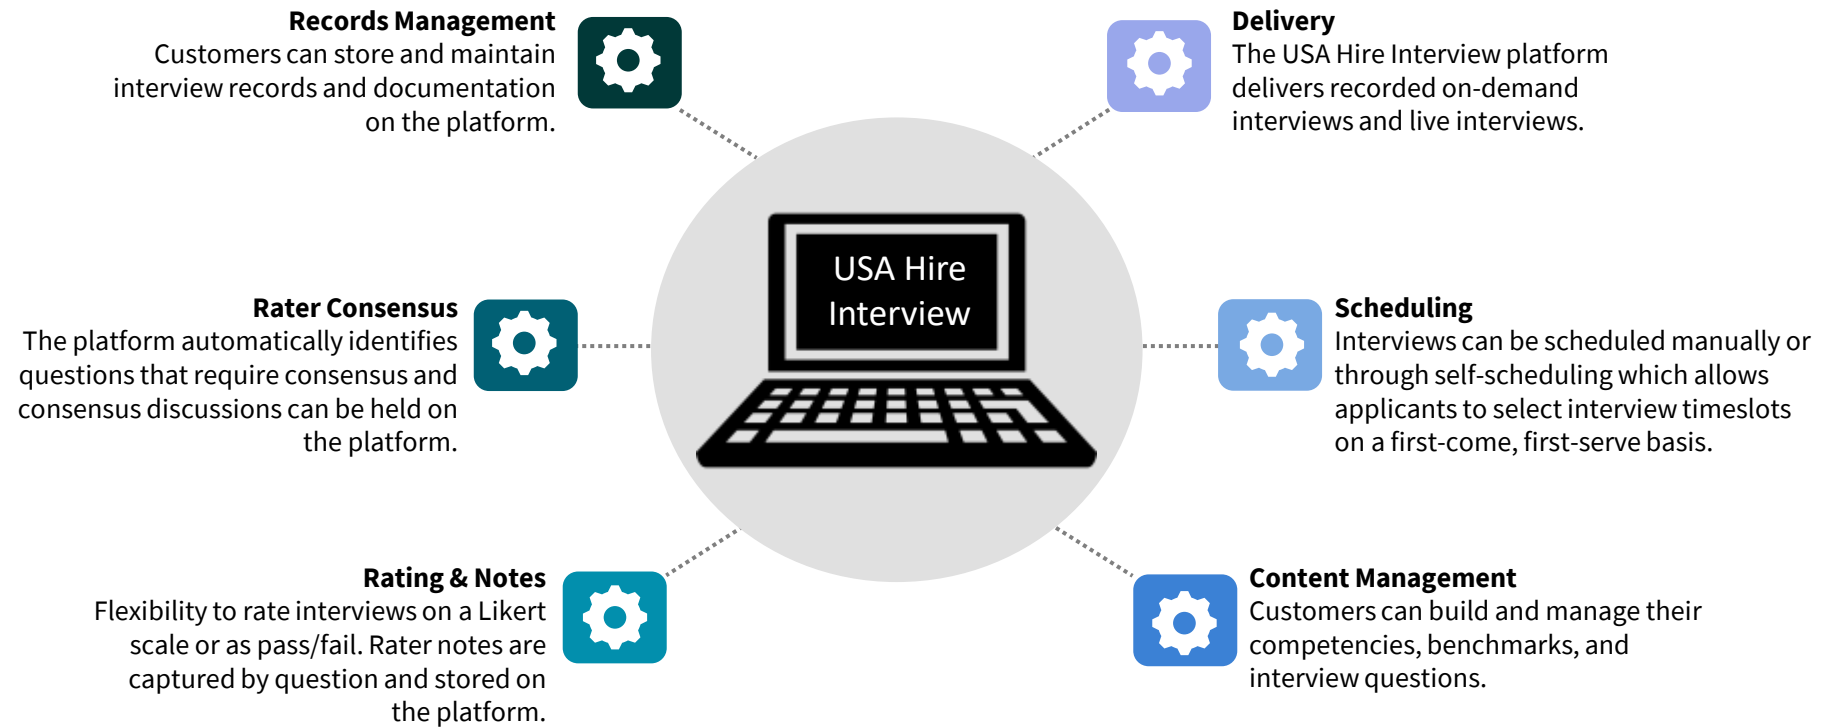 Records Management
Customers can store and maintain
interview records and documentation
on the platform.
Delivery
The USA Hire Interview platform
delivers recorded on-demand
interviews and live interviews.
USA Hire
Interview
Rater Consensus
The platform automatically identifies
questions that require consensus and
consensus discussions can be held on
the platform.
Scheduling
Interviews can be scheduled manually or
through self-scheduling which allows
applicants to select interview timeslots
on a first-come, first-serve basis.
Rating & Notes
Flexibility to rate interviews on a Likert
scale or as pass/fail. Rater notes are
captured by question and stored on
the platform.
Content Management
Customers can build and manage their
competencies, benchmarks, and
interview questions.